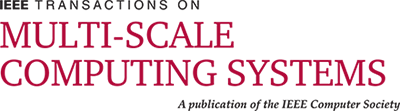 IEEE TRANSACTIONS ON
MULTI-SCALE
COMPUTING SYSTEMS
A publication of the IEEE Computer Society